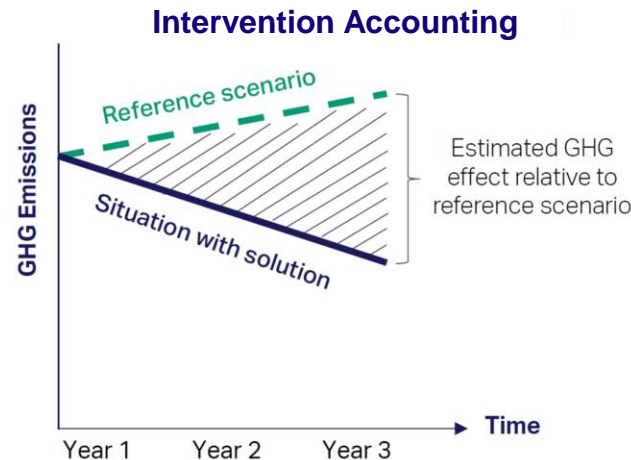 Intervention Accounting
GHG Emissions
Reference scenario
Situation with solution
Estimated GHG
effect relative to
reference scenario
Time
Year 1
Year 2
Year 3